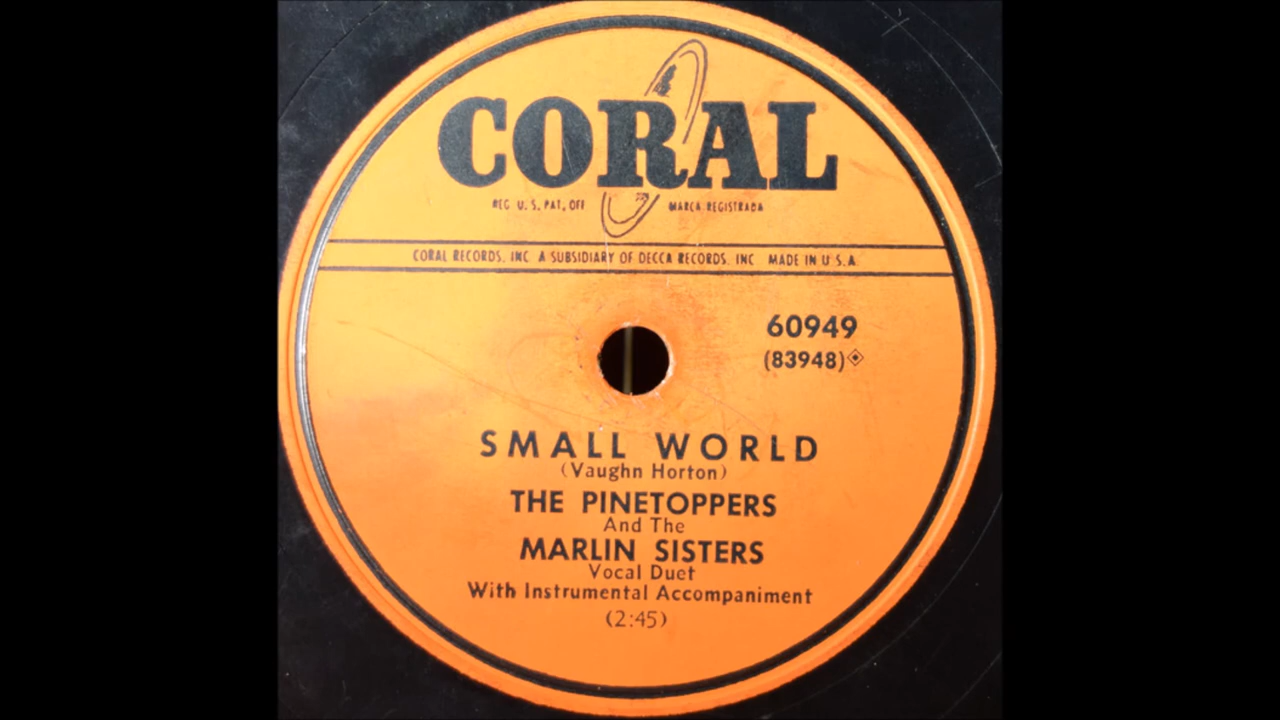 CORAL
REG. U. S. PAT. OFF. MARCA REGISTRADA
CORAL RECORDS, INC. A SUBSIDIARY OF DECCA RECORDS, INC. MADE IN U.S.A.
60949
(83948)
SMALL WORLD
(Vaughn Horton)
THE PINETOPPERS
And The
MARLIN SISTERS
Vocal Duet
With Instrumental Accompaniment
(2:45)